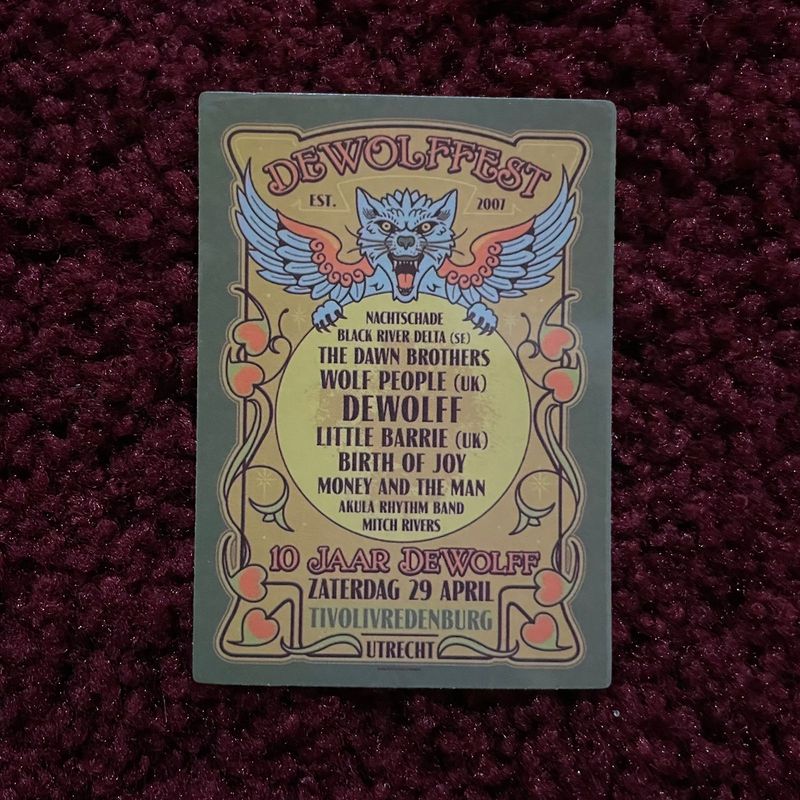 DEWOLFFEST
EST. 2007
NACHTSCHADE
BLACK RIVER DELTA (SE)
THE DAWN BROTHERS
WOLF PEOPLE (UK)
DEWOLFF
LITTLE BARRIE (UK)
BIRTH OF JOY
MONEY AND THE MAN
AKULA RHYTHM BAND
MITCH RIVERS
10 JAAR DEWOLFF
ZATERDAG 29 APRIL
TIVOLIVREDENBURG
UTRECHT